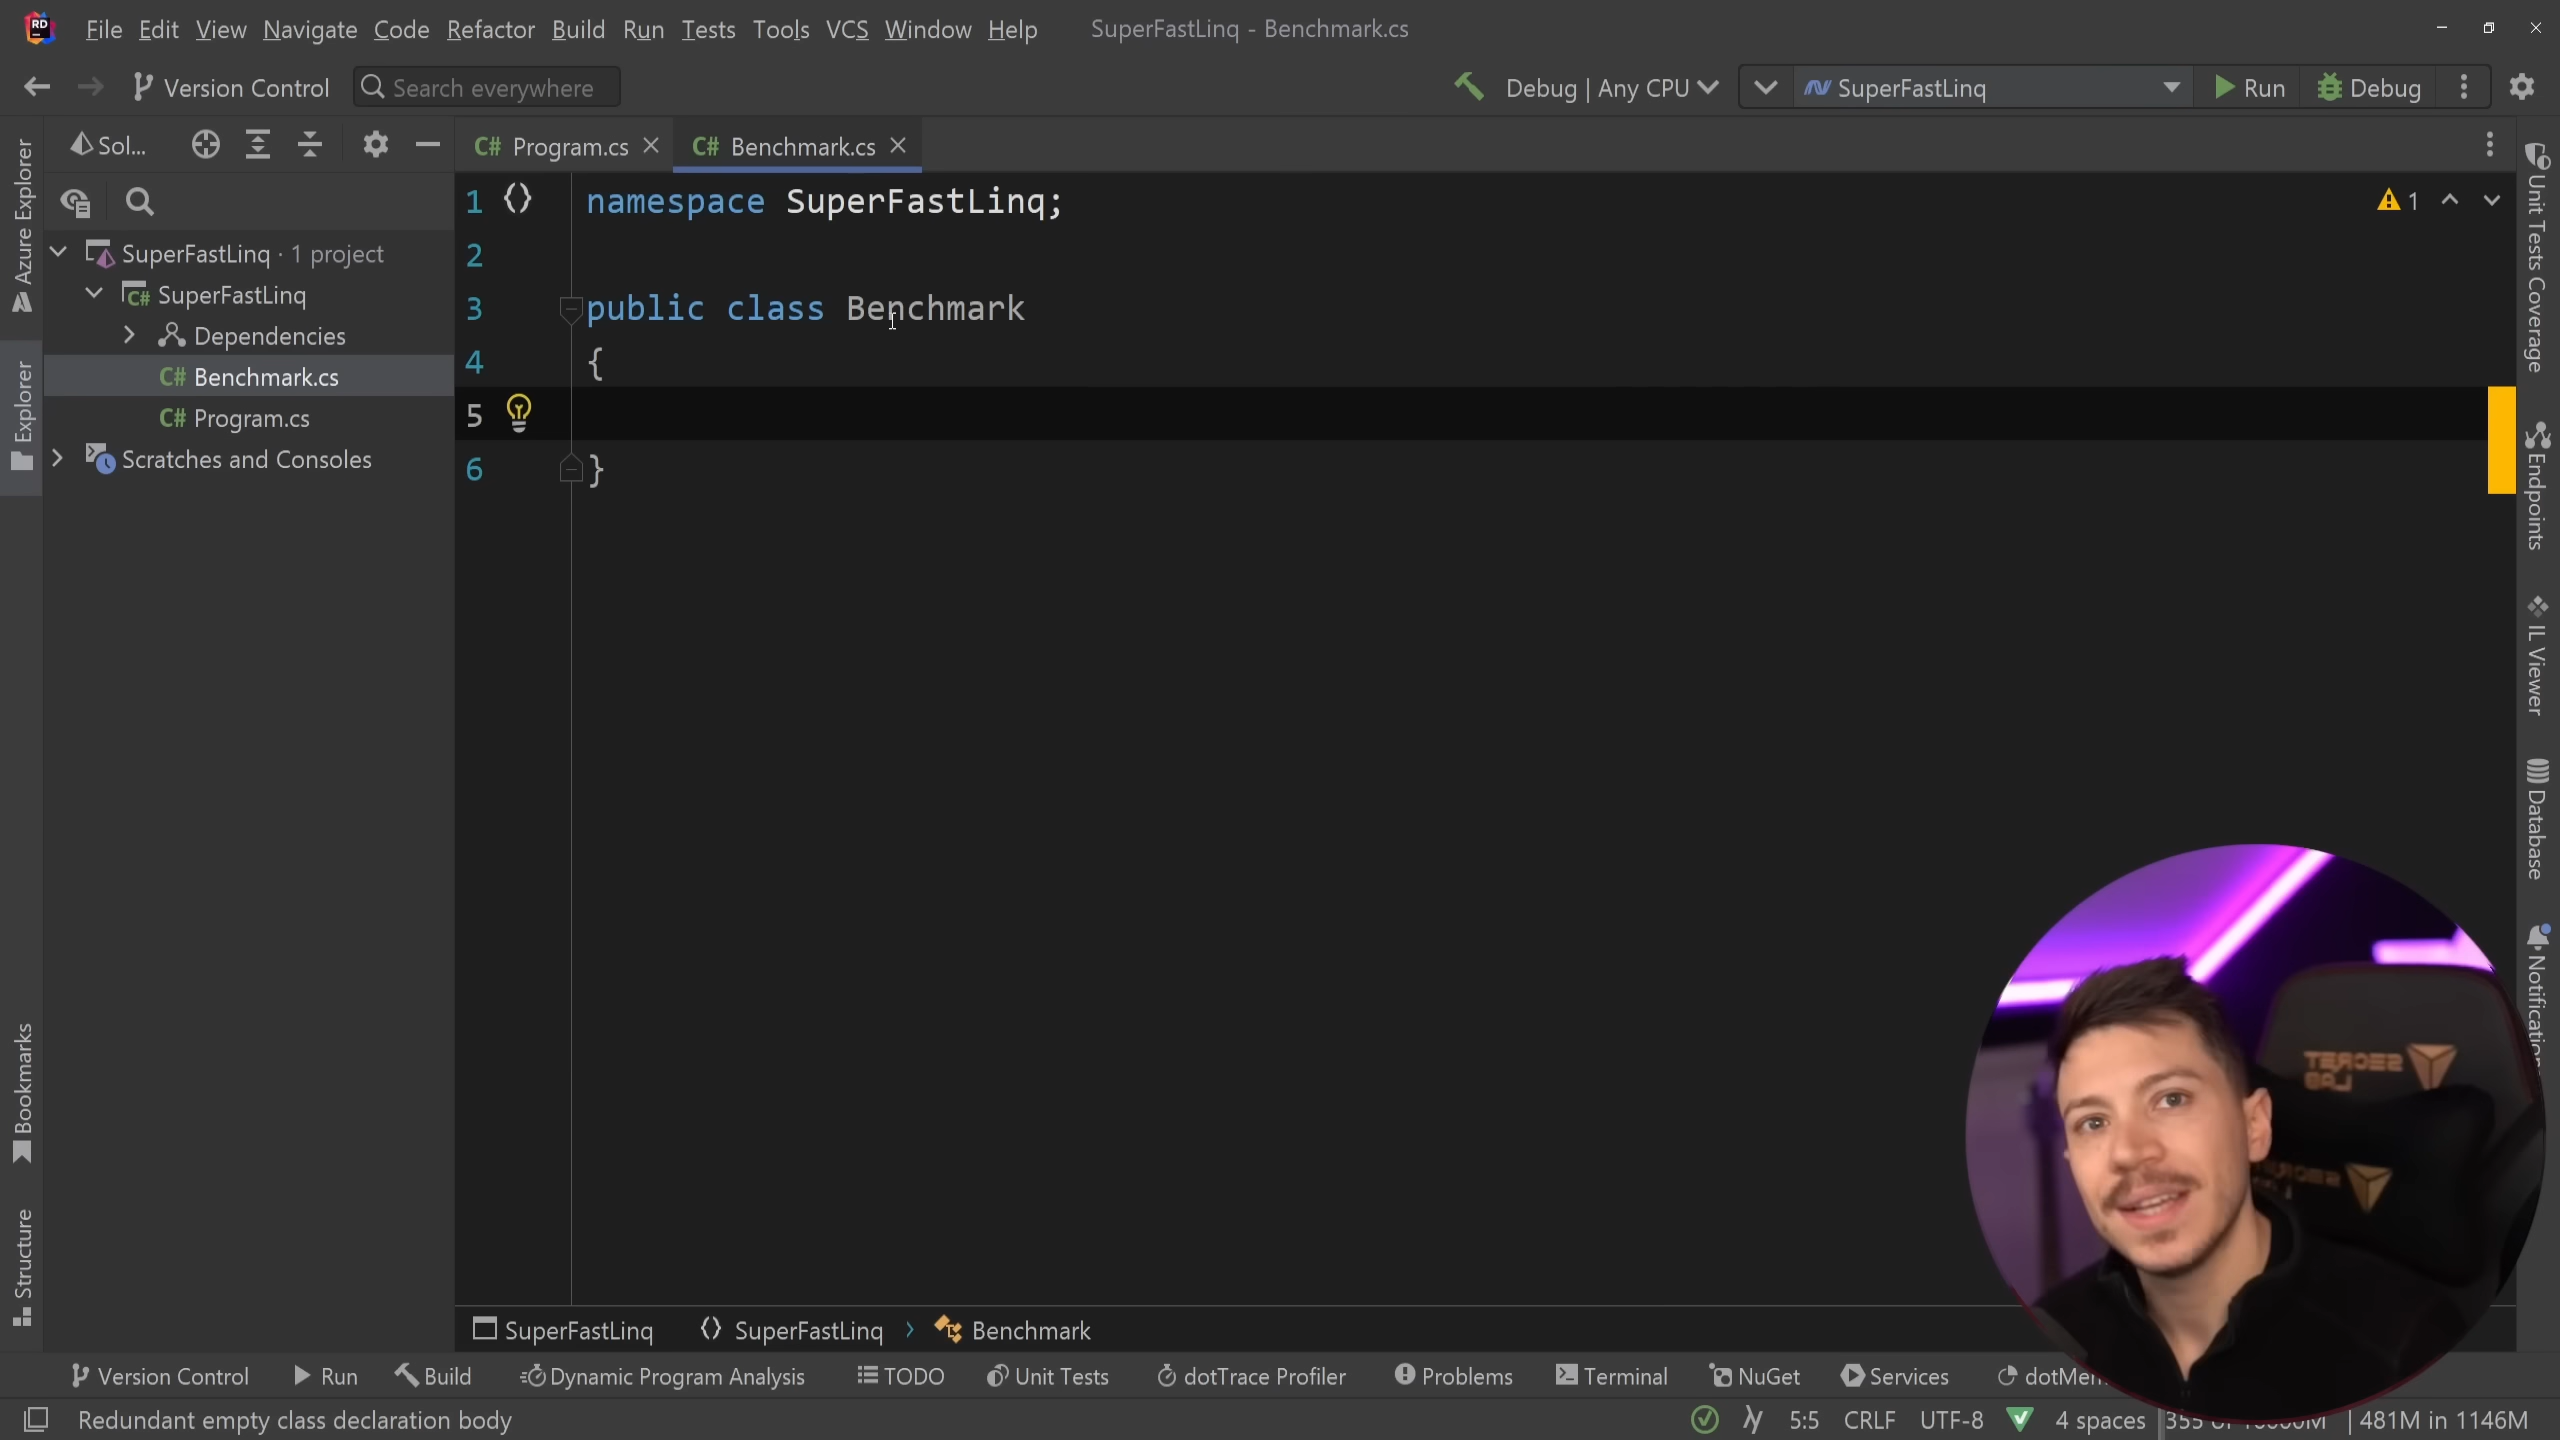 RD
File Edit View Navigate Code Refactor Build Run Tests Tools VCS Window Help SuperFastLinq - Benchmark.cs
Version Control Search everywhere Debug | Any CPU SuperFastLinq Run Debug
Sol...
C# Program.cs C# Benchmark.cs
1 {} namespace SuperFastLinq;
2
3 public class Benchmark
4 {
5
6 }
1
SuperFastLinq · 1 project
C# SuperFastLinq
Dependencies
C# Benchmark.cs
C# Program.cs
Scratches and Consoles
Azure Explorer
Explorer
Bookmarks
Structure
Unit Tests Coverage
Endpoints
IL Viewer
Database
SECRET
LAB
SuperFastLinq {} SuperFastLinq > Benchmark
Version Control Run Build Dynamic Program Analysis TODO Unit Tests dotTrace Profiler Problems Terminal NuGet Services
Redundant empty class declaration body 5:5 CRLF UTF-8 4 spaces 481M in 1146M